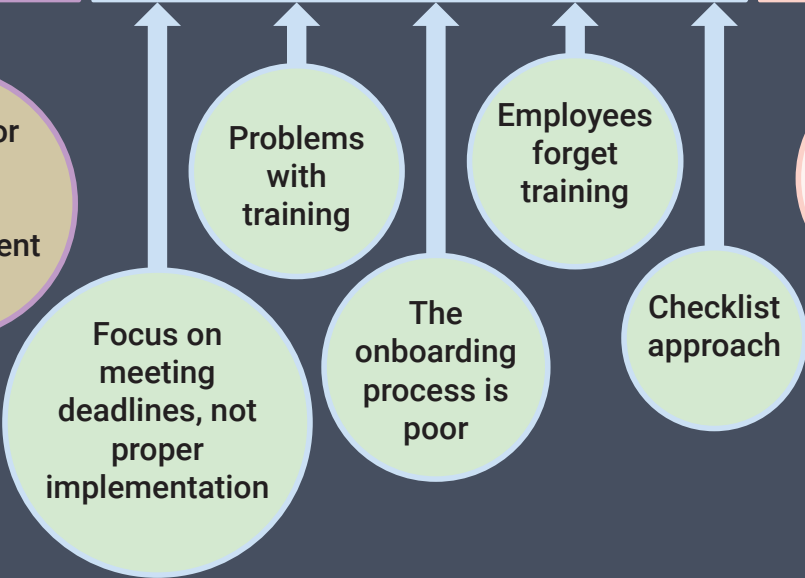 Focus on
meeting
deadlines, not
proper
implementation
Problems
with
training
The
onboarding
process is
poor
Employees
forget
training
Checklist
approach